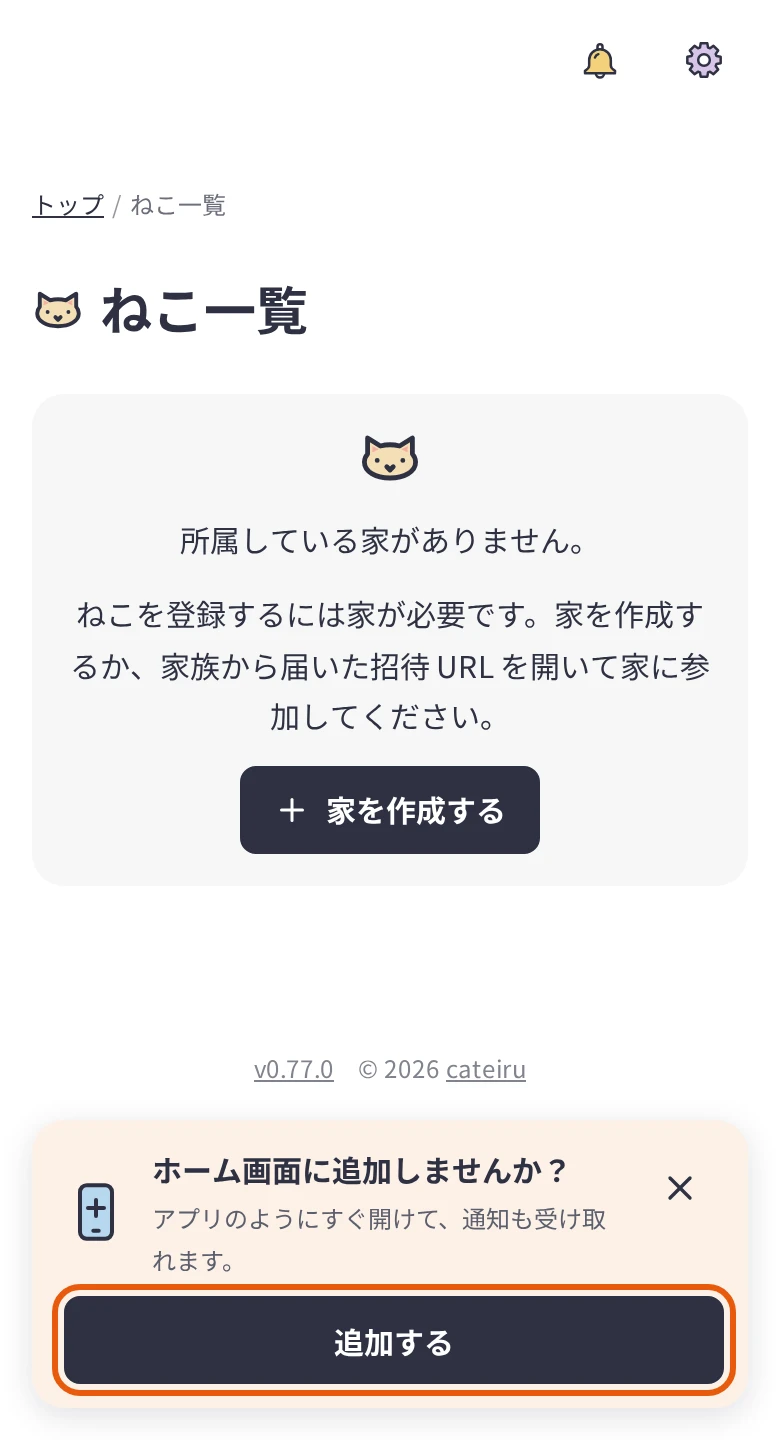 トップ / ねこ一覧
ねこ一覧
所属している家がありません。
ねこを登録するには家が必要です。家を作成す
るか、家族から届いた招待 URL を開いて家に参
加してください。
家を作成する
v0.77.0 © 2026 cateiru
ホーム画面に追加しませんか？
アプリのようにすぐ開けて、通知も受け取
れます。
追加する